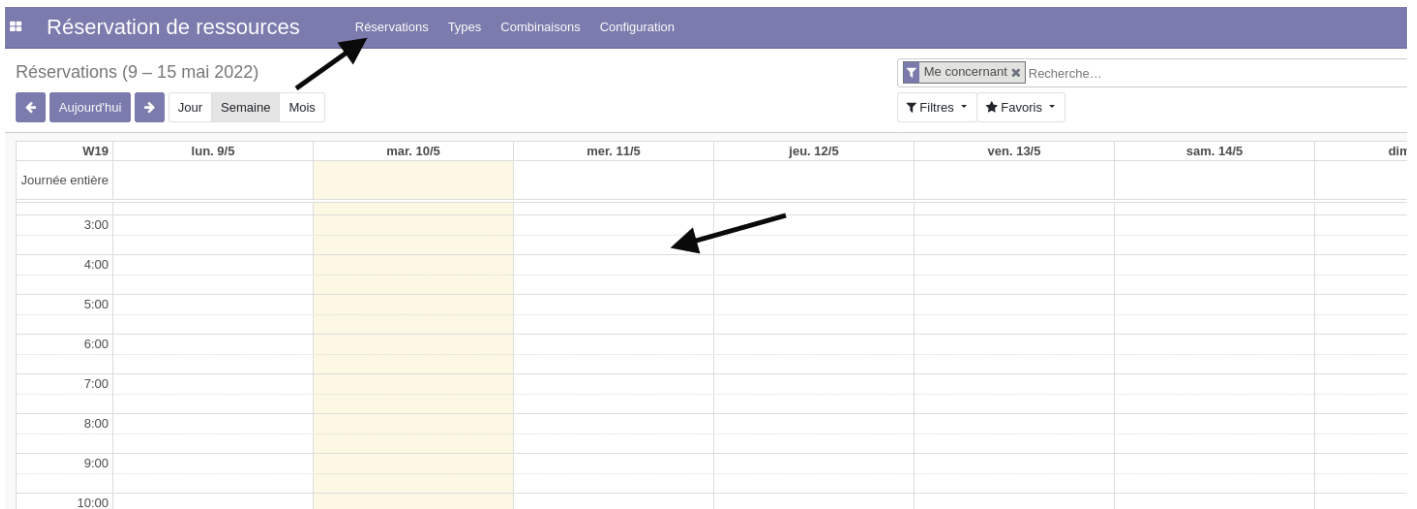 Réservation de ressources Réservations Types Combinaisons Configuration
Réservations (9 – 15 mai 2022)
Me concernant Recherche…
Aujourd'hui Jour Semaine Mois
Filtres Favoris
W19 lun. 9/5 mar. 10/5 mer. 11/5 jeu. 12/5 ven. 13/5 sam. 14/5
Journée entière
3:00
4:00
5:00
6:00
7:00
8:00
9:00
10:00